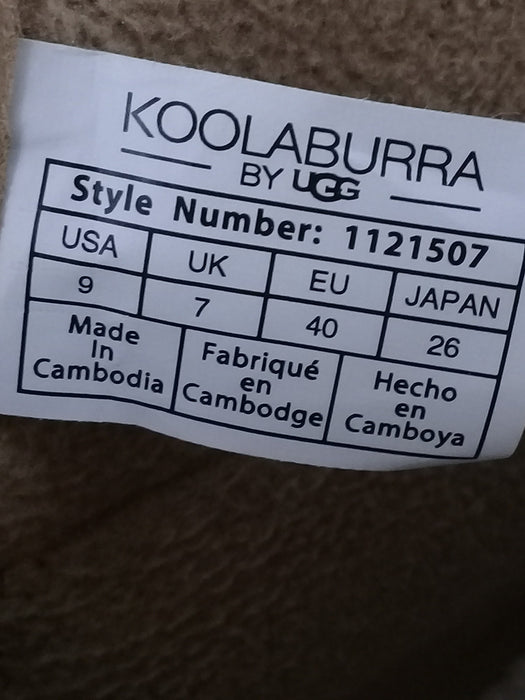 KOOLABURRA
BY UGG
Style Number: 1121507
USA UK EU JAPAN
9 7 40 26
Made Fabriqué Hecho
In en en
Cambodia Cambodge Camboya